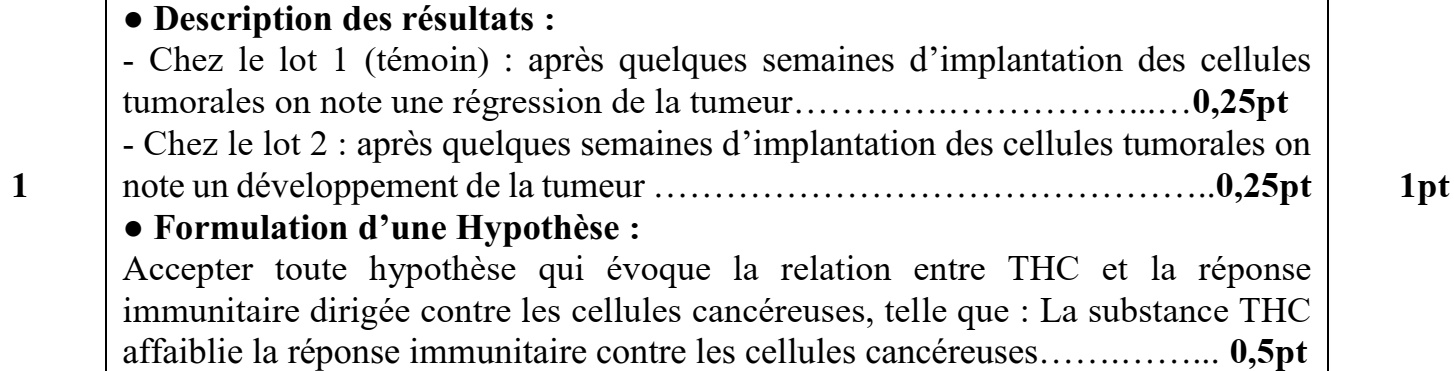 ● Description des résultats :
- Chez le lot 1 (témoin) : après quelques semaines d’implantation des cellules
tumorales on note une régression de la tumeur………….……………...…0,25pt
- Chez le lot 2 : après quelques semaines d’implantation des cellules tumorales on
1 note un développement de la tumeur …………………………………………..0,25pt 1pt
● Formulation d’une Hypothèse :
Accepter toute hypothèse qui évoque la relation entre THC et la réponse
immunitaire dirigée contre les cellules cancéreuses, telle que : La substance THC
affaiblie la réponse immunitaire contre les cellules cancéreuses…….……... 0,5pt